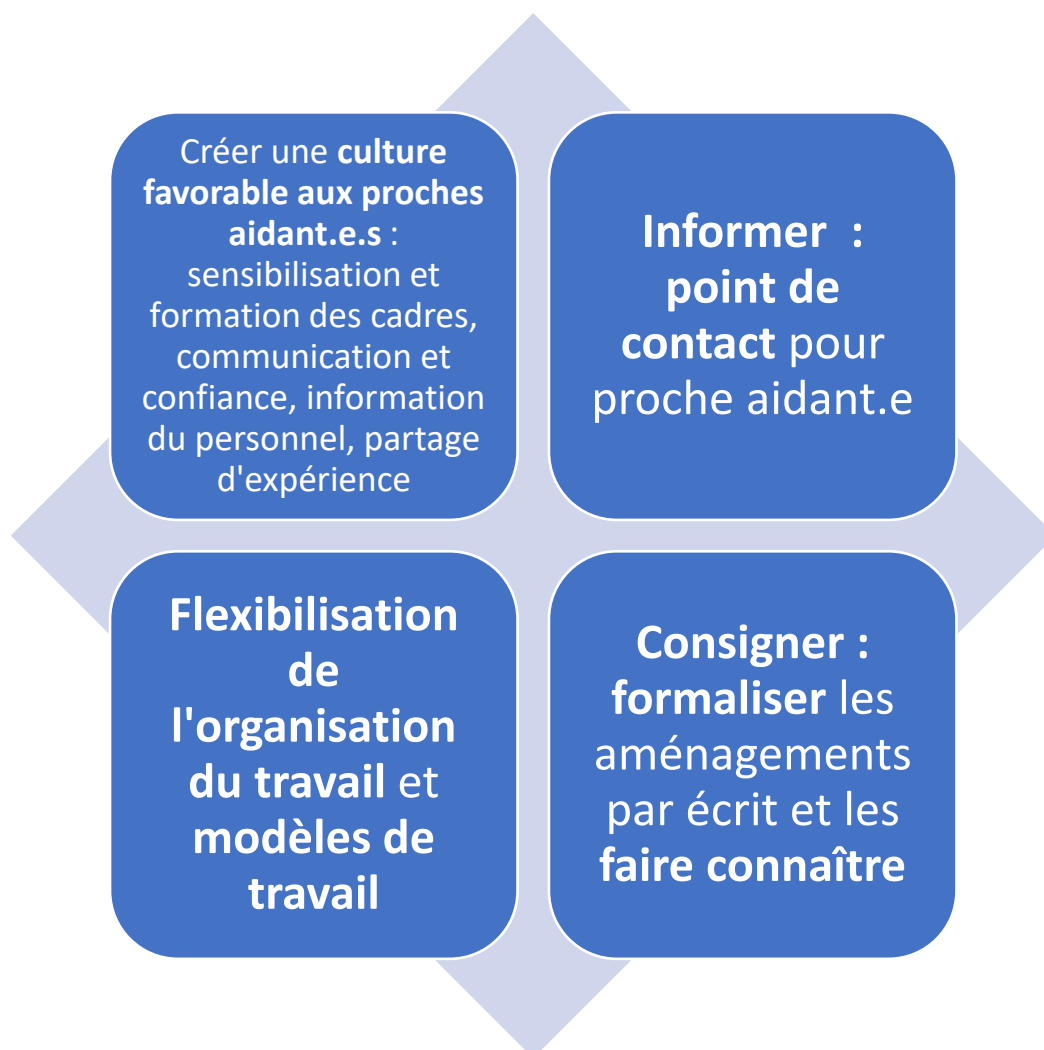 Créer une culture
favorable aux proches
aidant.e.s :
sensibilisation et
formation des cadres,
communication et
confiance, information
du personnel, partage
d'expérience
Informer  :
point de
contact pour
proche aidant.e
Flexibilisation
de
l'organisation
du travail et
modèles de
travail
Consigner :
formaliser les
aménagements
par écrit et les
faire connaître